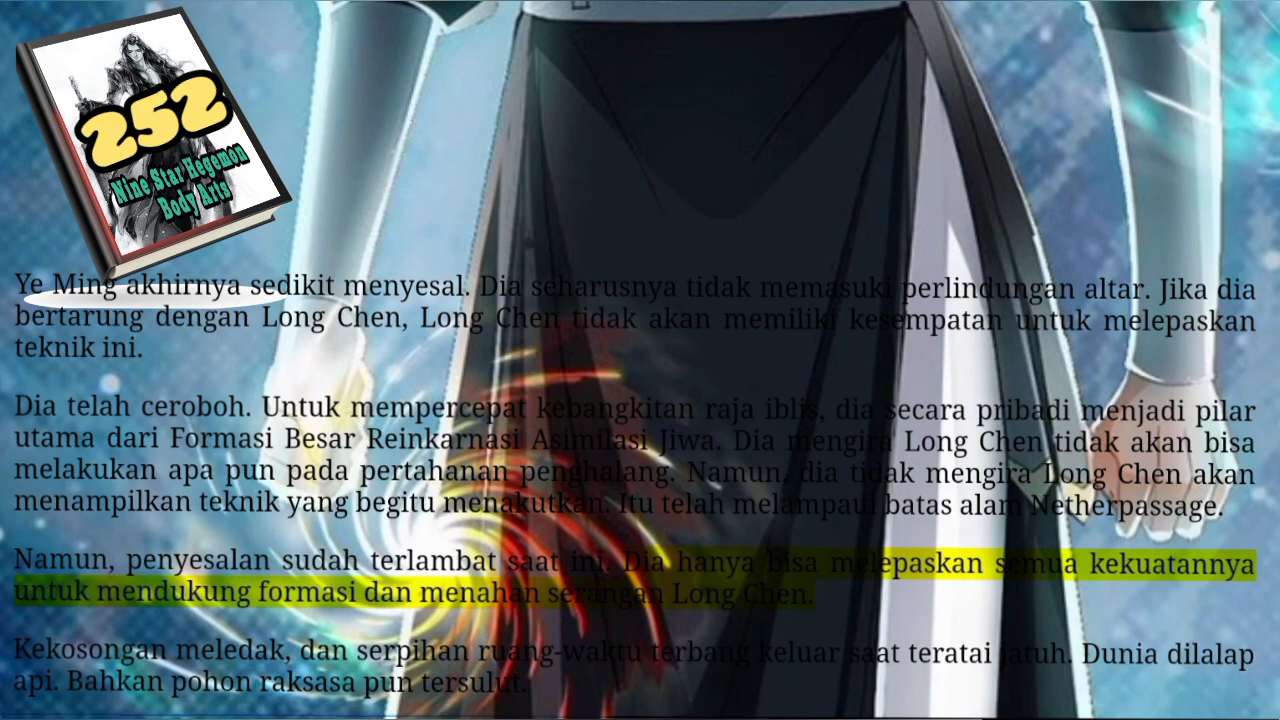 252
Nine Star Hegemon
Body Arts
Ye Ming akhirnya sedikit menyesal. Dia seharusnya tidak memasuki perlindungan altar. Jika dia
bertarung dengan Long Chen, Long Chen tidak akan memiliki kesempatan untuk melepaskan
teknik ini.
Dia telah ceroboh. Untuk mempercepat kebangkitan raja iblis, dia secara pribadi menjadi pilar
utama dari Formasi Besar Reinkarnasi Asimilasi Jiwa. Dia mengira Long Chen tidak akan bisa
melakukan apa pun pada pertahanan penghalang. Namun, dia tidak mengira Long Chen akan
menampilkan teknik yang begitu menakutkan. Itu telah melampaui batas alam Netherpassage.
Namun, penyesalan sudah terlambat saat ini. Dia hanya bisa melepaskan semua kekuatannya
untuk mendukung formasi dan menahan serangan Long Chen.
Kekosongan meledak, dan serpihan ruang-waktu terbang keluar saat teratai jatuh. Dunia dilalap
api. Bahkan pohon raksasa pun tersulut.